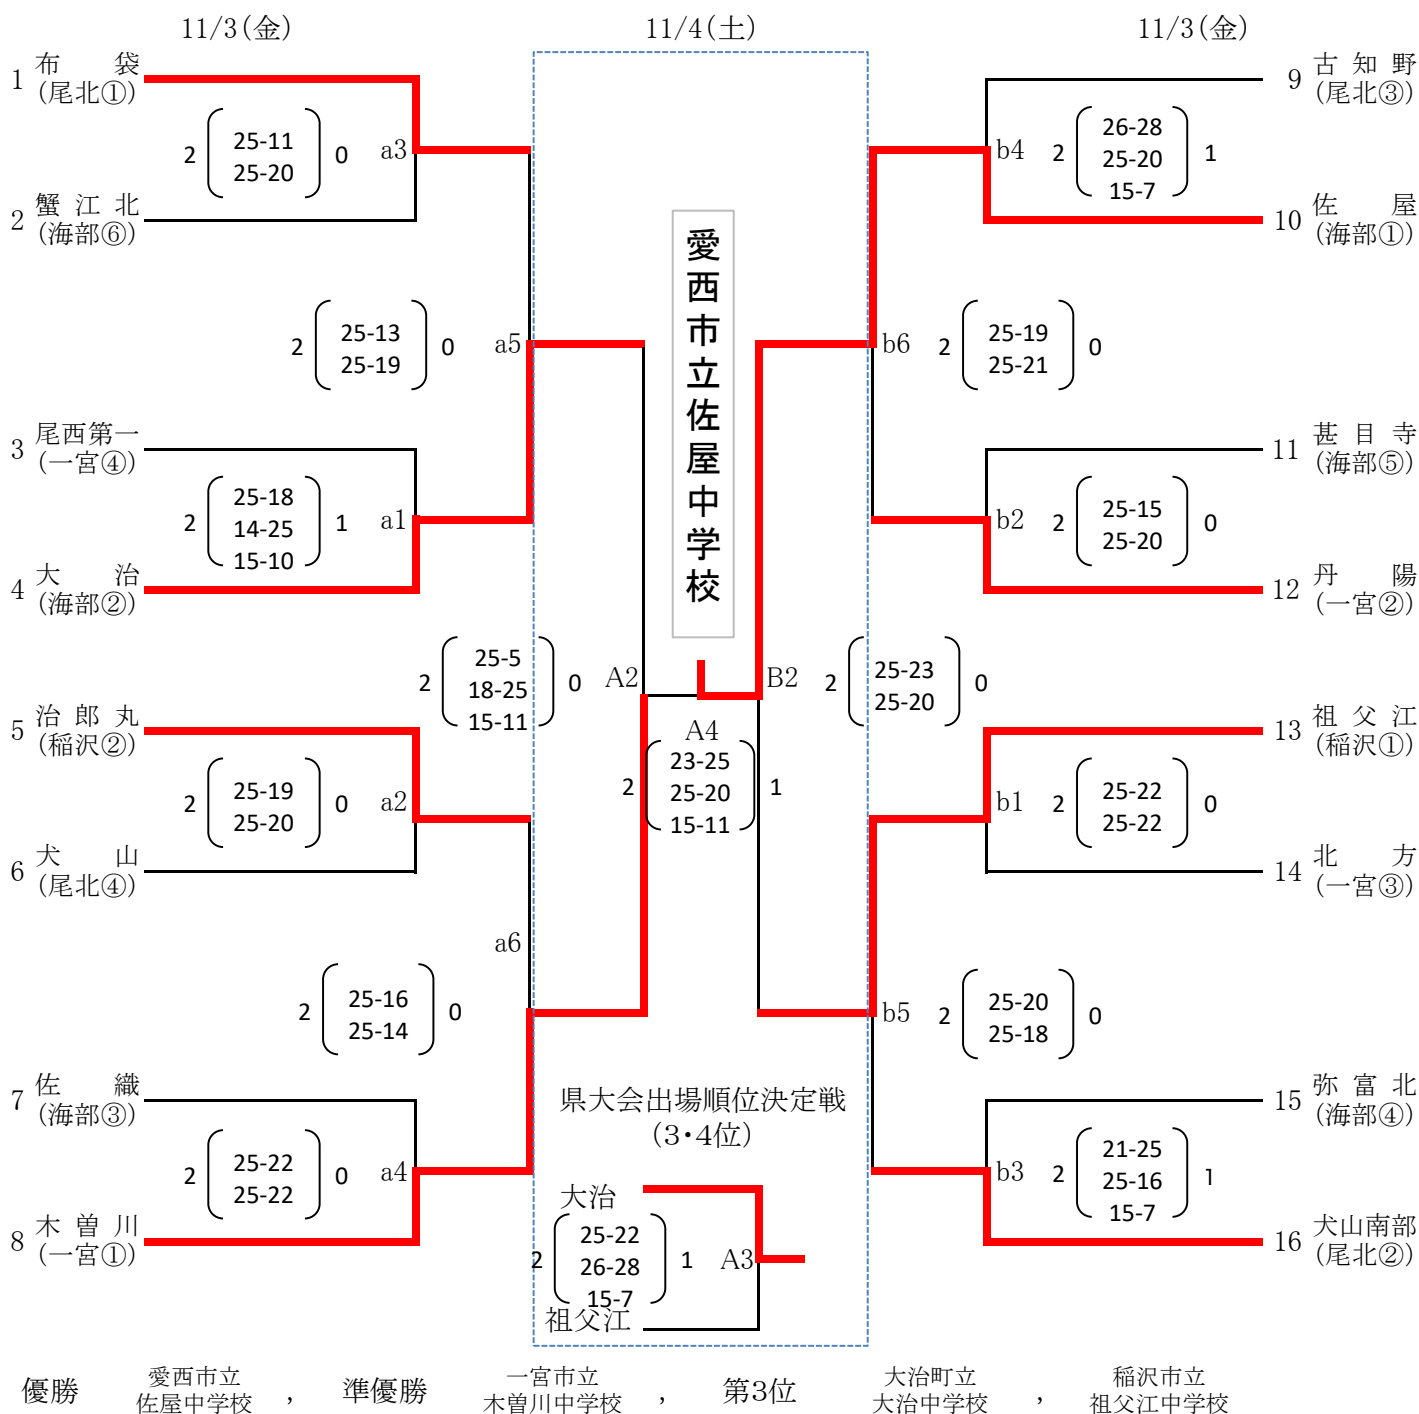 11/3(金)
11/4(土)
11/3(金)
1 布袋
(尾北①)
2 ( 25-11 ) 0
25-20
a3
2 蟹江北
(海部⑥)
2 ( 25-13 ) 0
25-19
a5
3 尾西第一
(一宮④)
2 ( 25-18 ) 1
14-25
15-10
a1
4 大治
(海部②)
2 ( 25-5 ) 0
18-25
15-11
A2
5 治郎丸
(稲沢②)
2 ( 25-19 ) 0
25-20
a2
6 犬山
(尾北④)
a6
2 ( 25-16 ) 0
25-14
7 佐織
(海部③)
2 ( 25-22 ) 0
25-22
a4
8 木曽川
(一宮①)
愛西市立佐屋中学校
A4
2 ( 23-25 ) 1
25-20
15-11
県大会出場順位決定戦
(3・4位)
大治
2 ( 25-22 ) 1
26-28
15-7
A3
祖父江
9 古知野
(尾北③)
b4
2 ( 26-28 ) 1
25-20
15-7
10 佐屋
(海部①)
b6
2 ( 25-19 ) 0
25-21
11 甚目寺
(海部⑤)
b2
2 ( 25-15 ) 0
25-20
12 丹陽
(一宮②)
B2
2 ( 25-23 ) 0
25-20
13 祖父江
(稲沢①)
b1
2 ( 25-22 ) 0
25-22
14 北方
(一宮③)
b5
2 ( 25-20 ) 0
25-18
15 弥富北
(海部④)
b3
2 ( 21-25 ) 1
25-16
15-7
16 犬山南部
(尾北②)
優勝 愛西市立
佐屋中学校 ,
準優勝 一宮市立
木曽川中学校 ,
第3位 大治町立
大治中学校 ,
稲沢市立
祖父江中学校